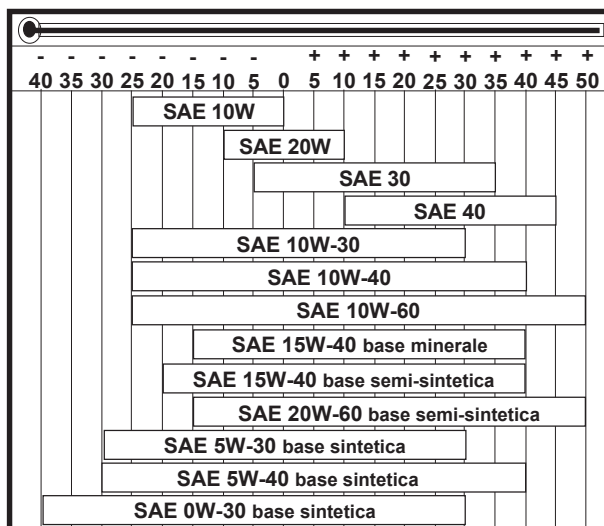 - - - - - - - - + + + + + + + + + +
40 35 30 25 20 15 10 5 0 5 10 15 20 25 30 35 40 45 50
SAE 10W
SAE 20W
SAE 30
SAE 40
SAE 10W-30
SAE 10W-40
SAE 10W-60
SAE 15W-40 base minerale
SAE 15W-40 base semi-sintetica
SAE 20W-60 base semi-sintetica
SAE 5W-30 base sintetica
SAE 5W-40 base sintetica
SAE 0W-30 base sintetica